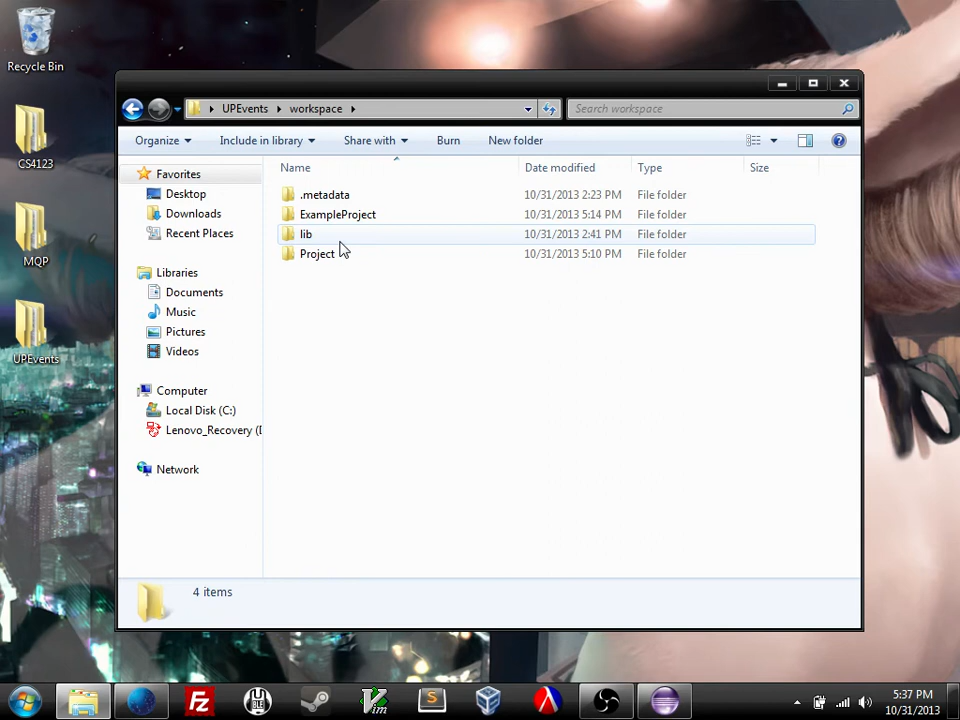 Recycle Bin
CS4123
MQP
UPEvents
UPEvents workspace
Search workspace
Organize Include in library Share with Burn New folder
Name Date modified Type Size
.metadata 10/31/2013 2:23 PM File folder
ExampleProject 10/31/2013 5:14 PM File folder
lib 10/31/2013 2:41 PM File folder
Project 10/31/2013 5:10 PM File folder
Favorites
Desktop
Downloads
Recent Places
Libraries
Documents
Music
Pictures
Videos
Computer
Local Disk (C:)
Lenovo_Recovery (
Network
4 items
Fz
BL
Vim
S
5:37 PM
10/31/2013